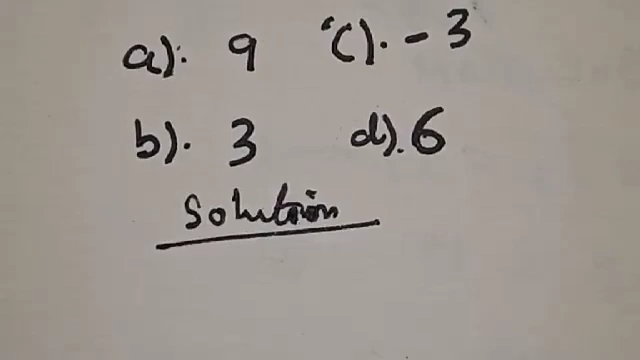 a). 9 (c). - 3
b). 3 d). 6
Solution